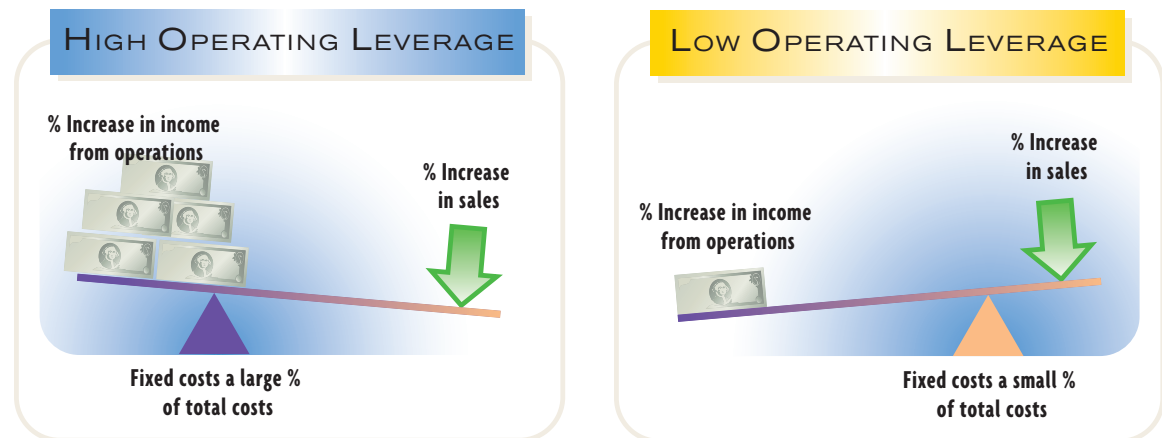 HIGH OPERATING LEVERAGE
% Increase in income
from operations
% Increase
in sales
Fixed costs a large %
of total costs
LOW OPERATING LEVERAGE
% Increase
in sales
% Increase in income
from operations
Fixed costs a small %
of total costs